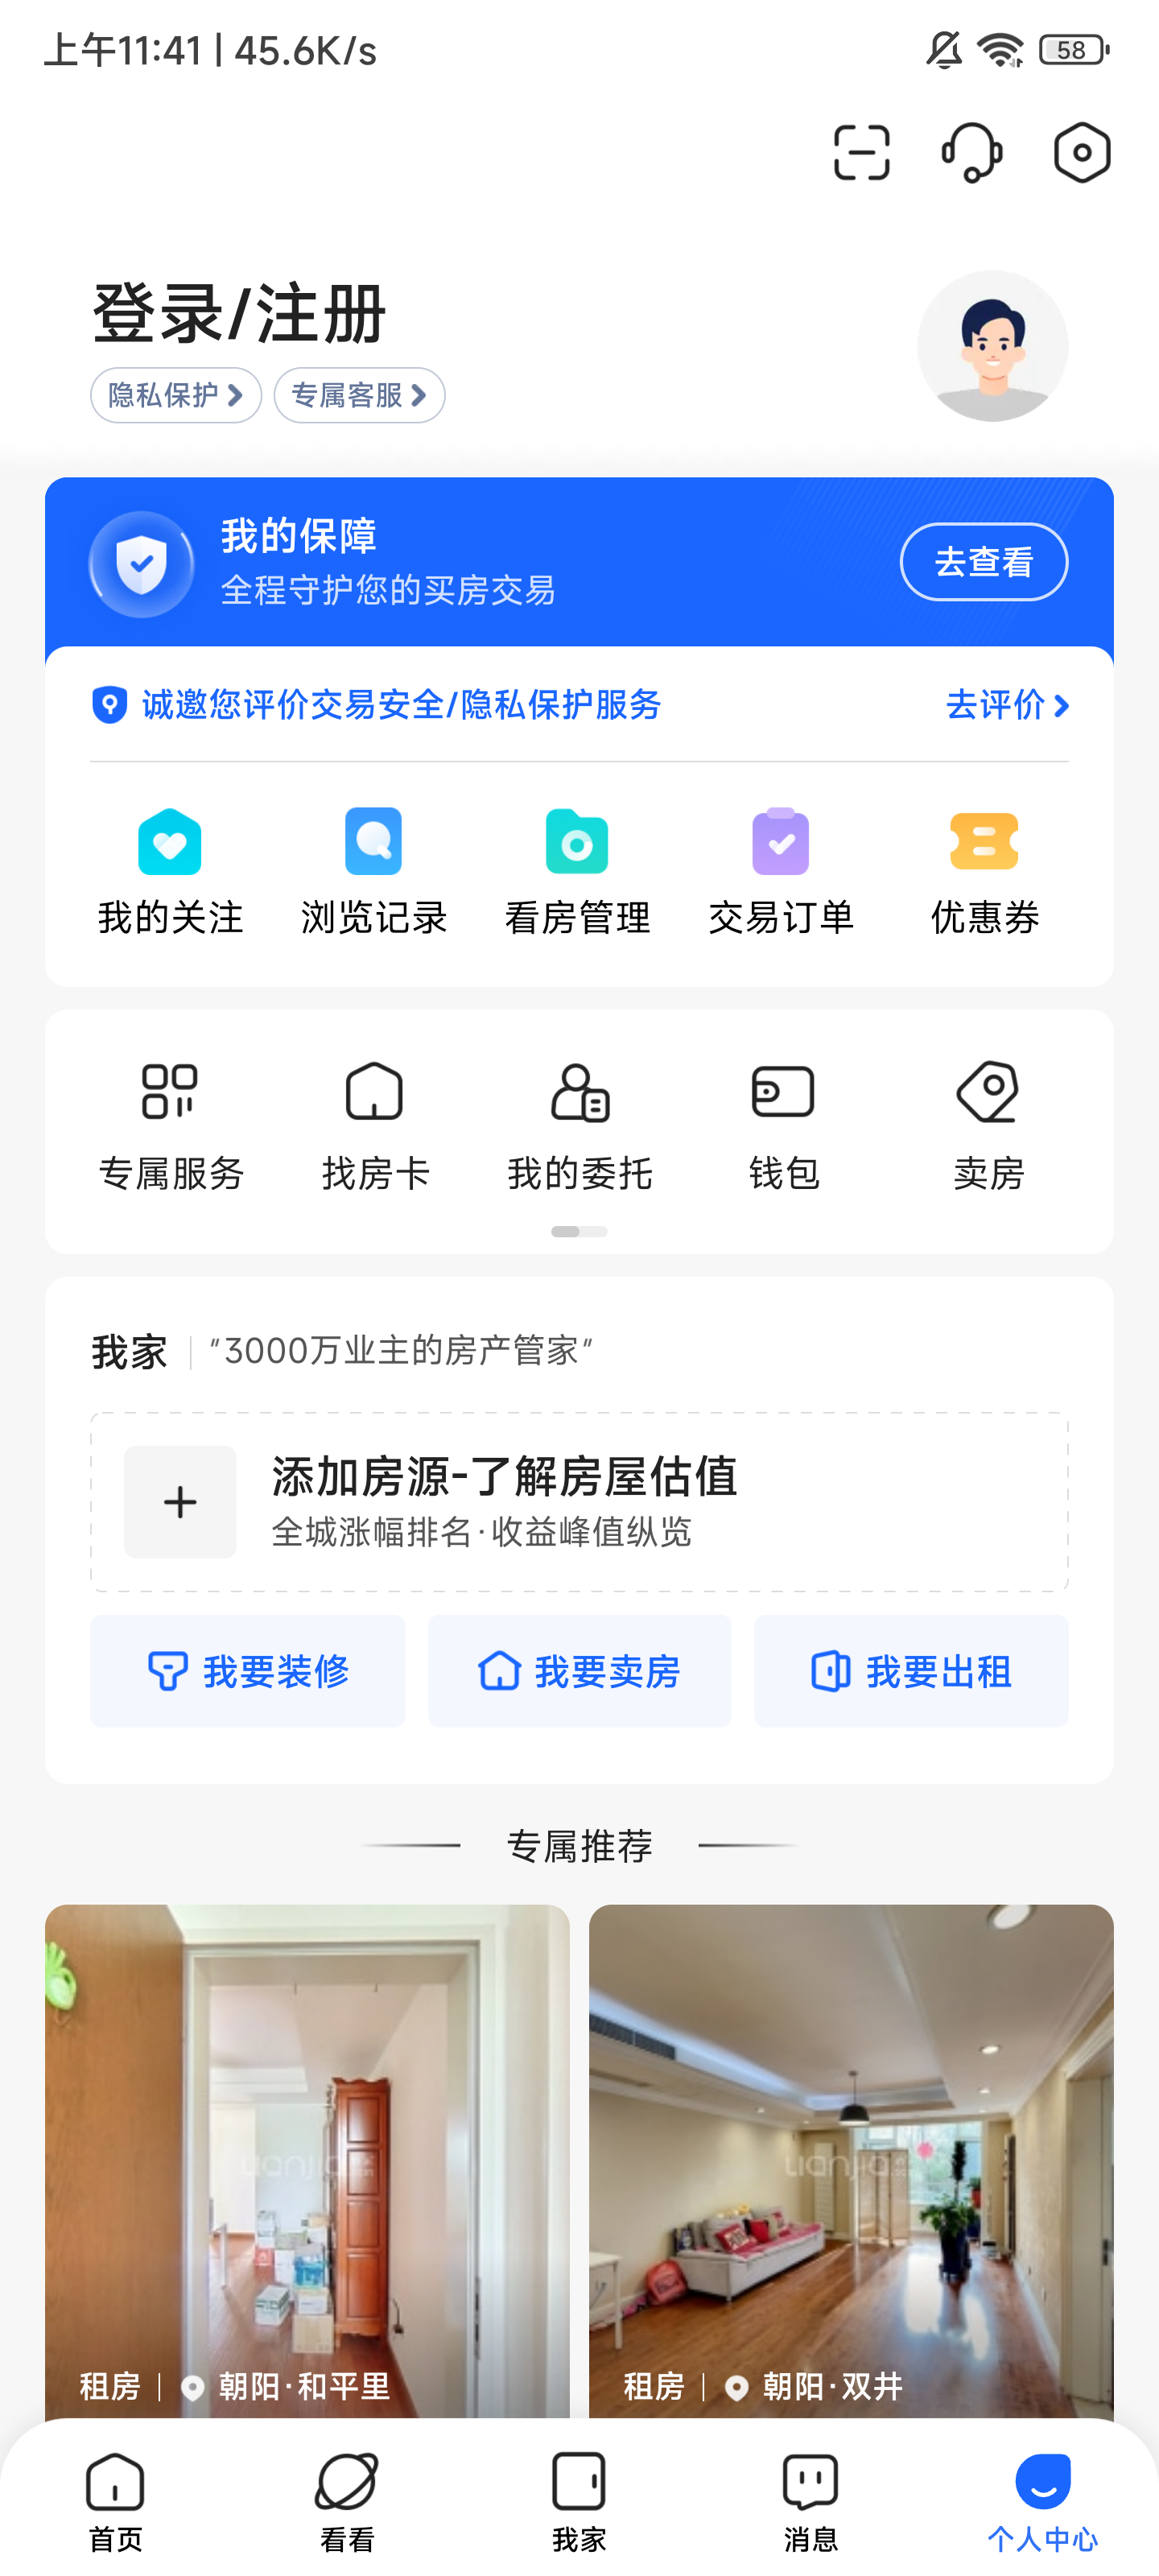 上午11:41 | 45.6K/s
58
登录/注册
隐私保护
专属客服
我的保障
全程守护您的买房交易
去查看
诚邀您评价交易安全/隐私保护服务
去评价
我的关注
浏览记录
看房管理
交易订单
优惠券
专属服务
找房卡
我的委托
钱包
卖房
我家
“3000万业主的房产管家”
添加房源-了解房屋估值
全城涨幅排名·收益峰值纵览
我要装修
我要卖房
我要出租
专属推荐
Lianjia.com
Lianjia.com
租房 | 朝阳·和平里
租房 | 朝阳·双井
首页
看看
我家
消息
个人中心